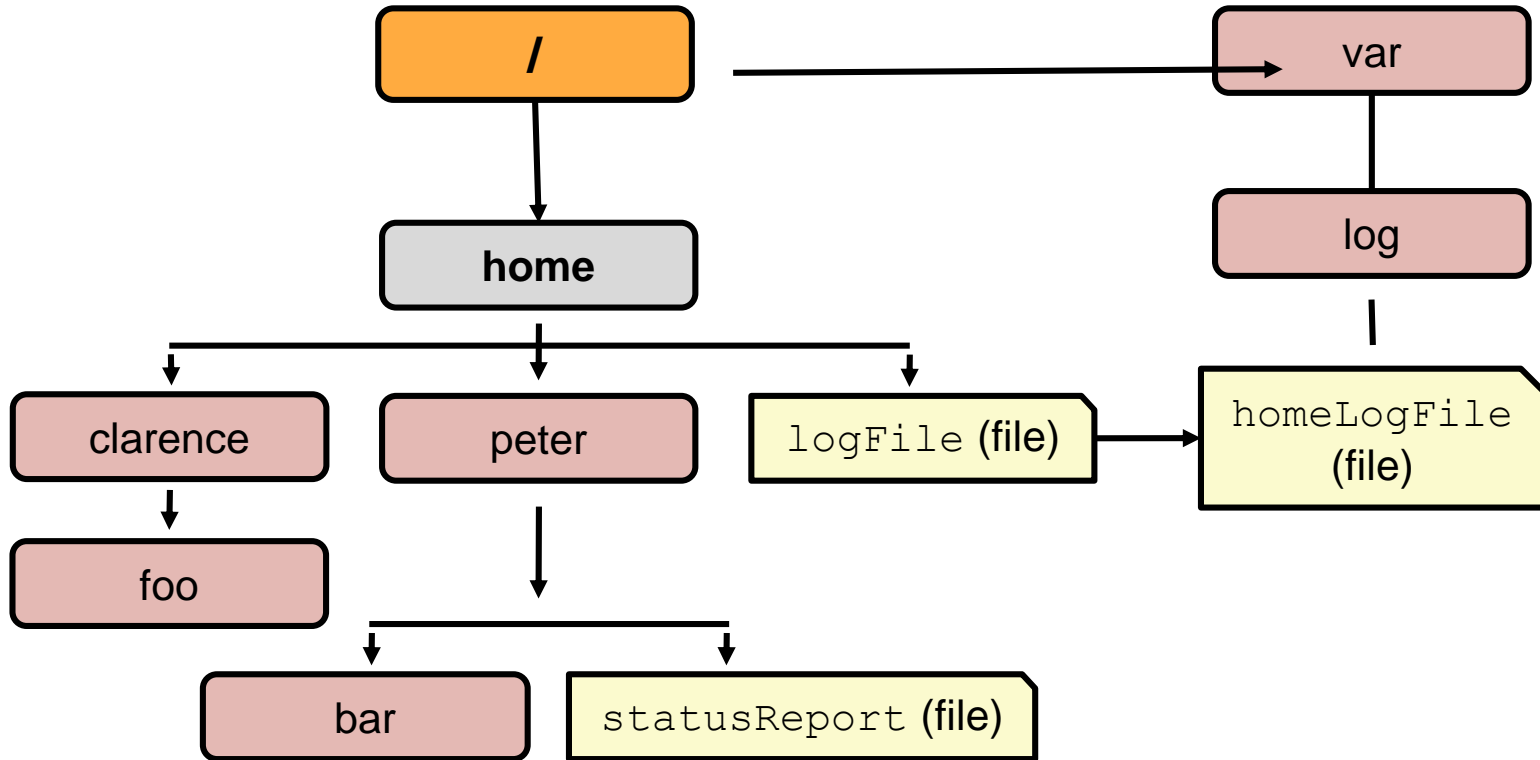 /
var
home
log
clarence
peter
logFile (file)
homeLogFile
(file)
foo
bar
statusReport (file)